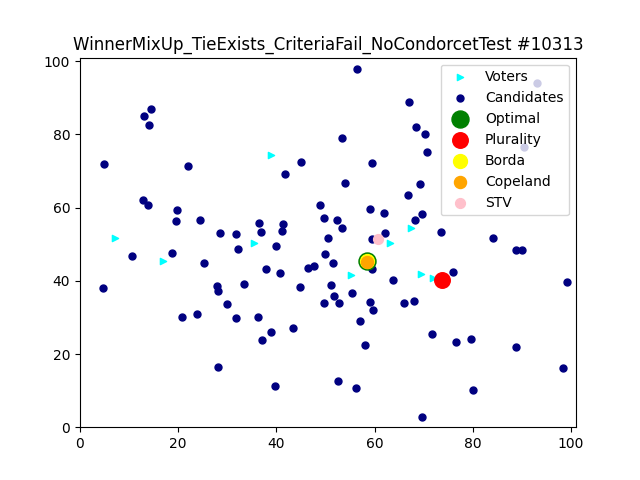 WinnerMixUp_TieExists_CriteriaFail_NoCondorcetTest #10313
100
80
60
40
20
0
0 20 40 60 80 100
Voters
Candidates
Optimal
Plurality
Borda
Copeland
STV